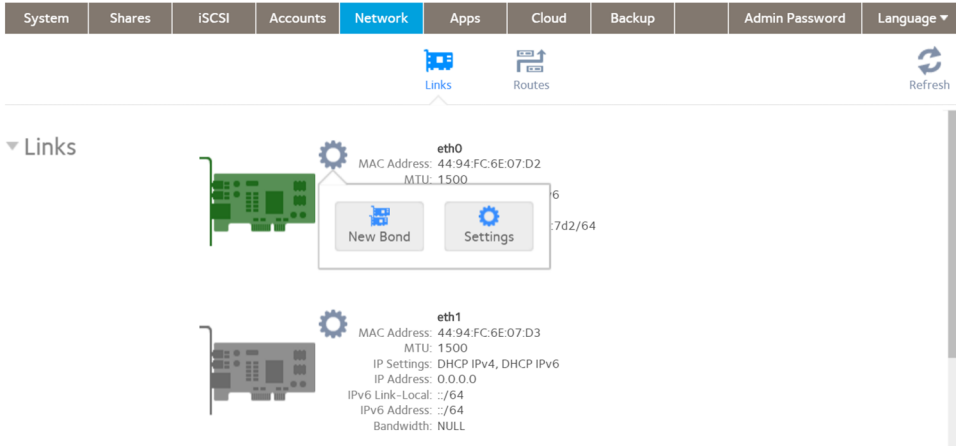 System Shares iSCSI Accounts Network Apps Cloud Backup Admin Password Language
Links Routes Refresh
Links
eth0
MAC Address: 44:94:FC:6E:07:D2
MTU: 1500
v6
:7d2/64
New Bond Settings
eth1
MAC Address: 44:94:FC:6E:07:D3
MTU: 1500
IP Settings: DHCP IPv4, DHCP IPv6
IP Address: 0.0.0.0
IPv6 Link-Local: ::/64
IPv6 Address: ::/64
Bandwidth: NULL